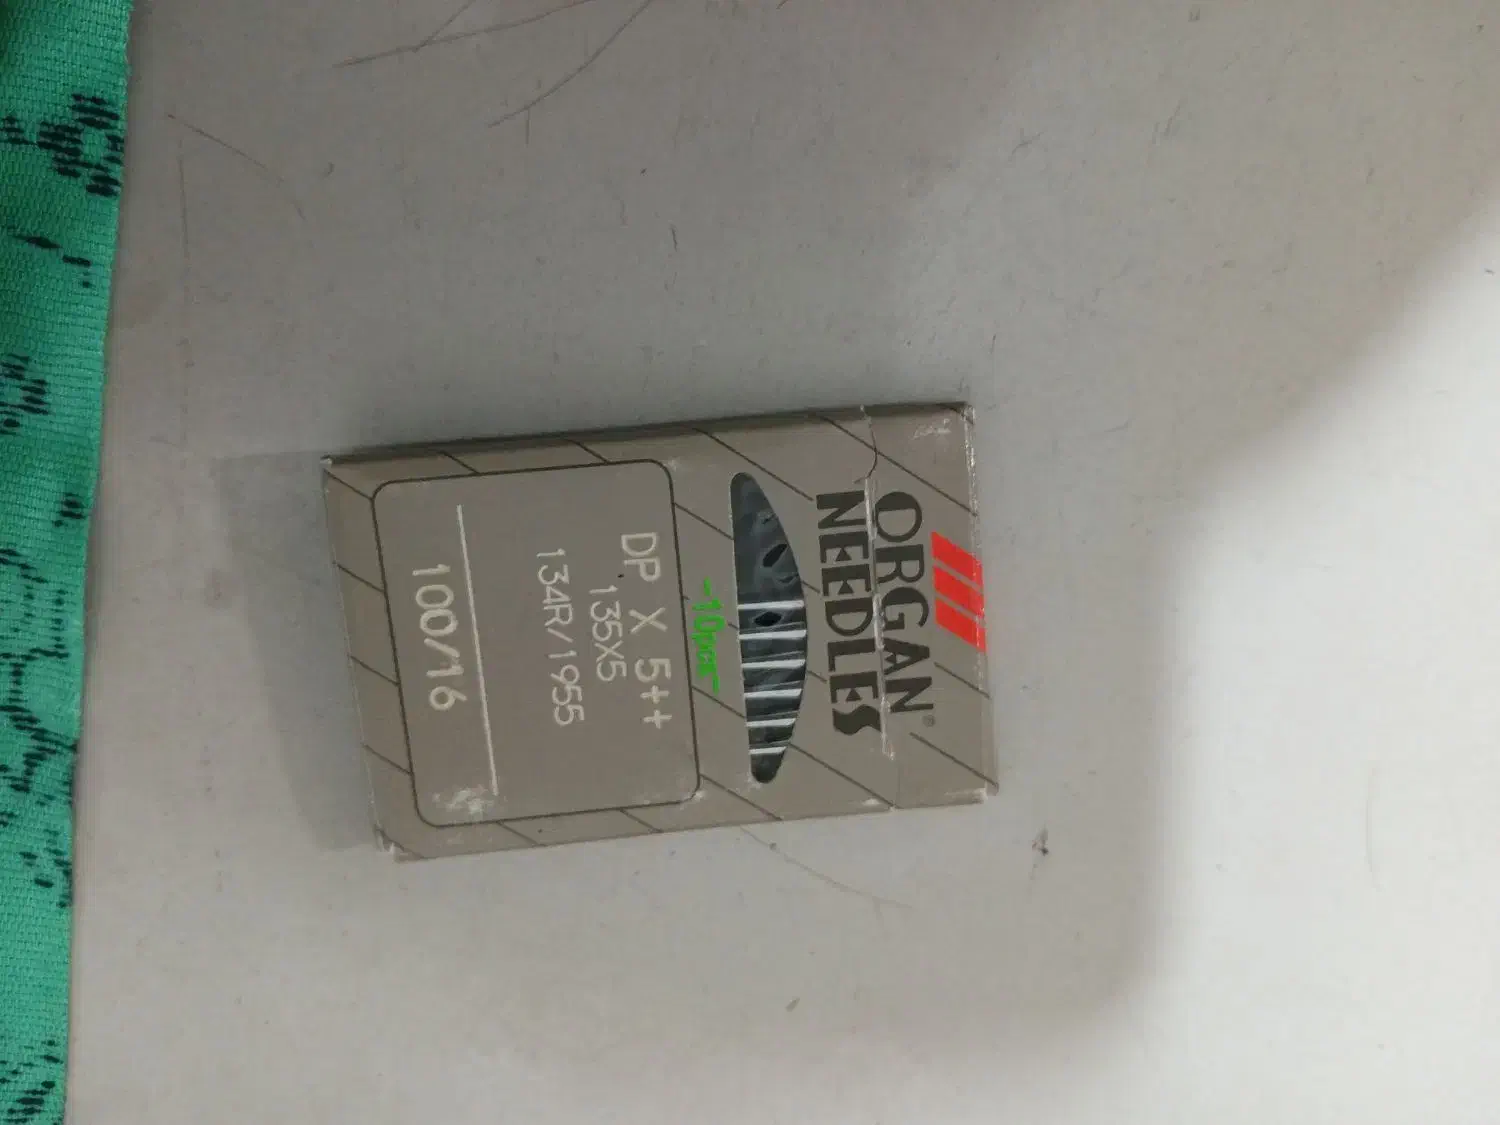 ORGAN®
NEEDLES
-10pcs-
DP X 5++
135X5
134R/1955
100/16